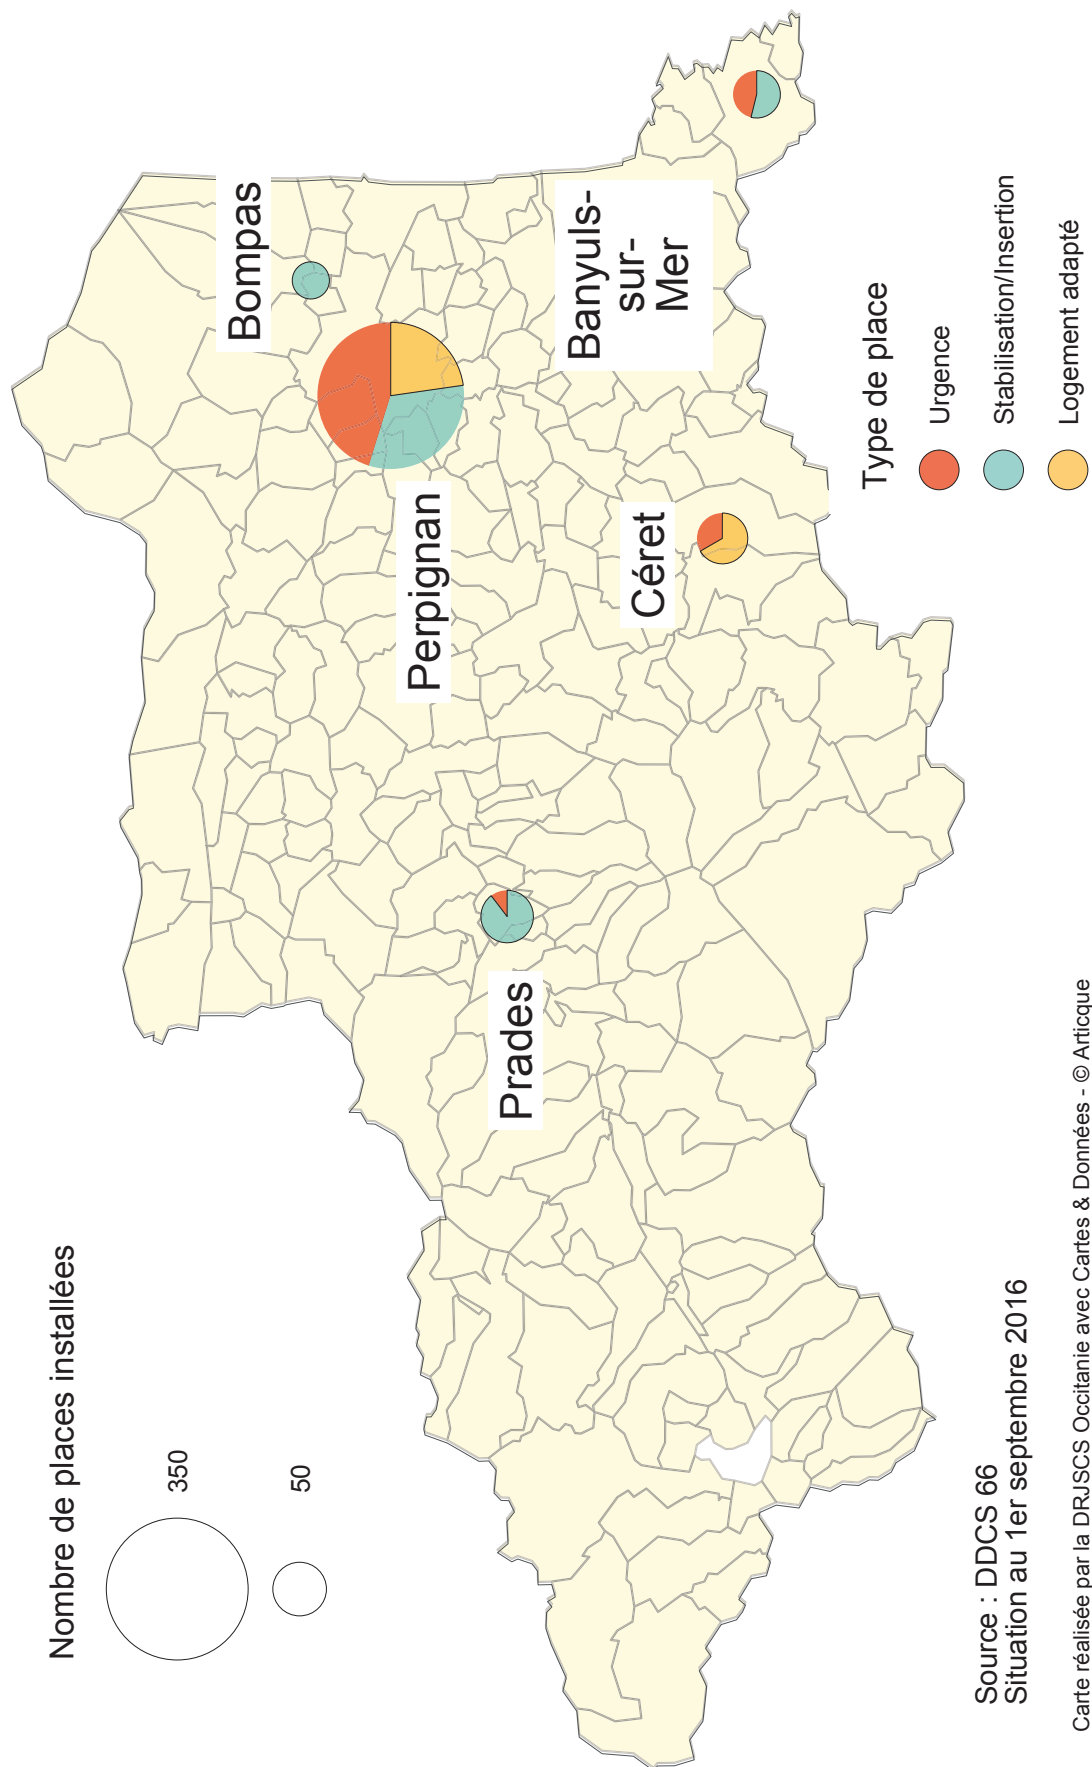 Nombre de places installées
350
50
Bompas
Perpignan
Banyuls-
sur-
Mer
Céret
Prades
Type de place
Urgence
Stabilisation/Insertion
Logement adapté
Source : DDCS 66
Situation au 1er septembre 2016
Carte réalisée par la DRJSCS Occitanie avec Cartes & Données - © Articque